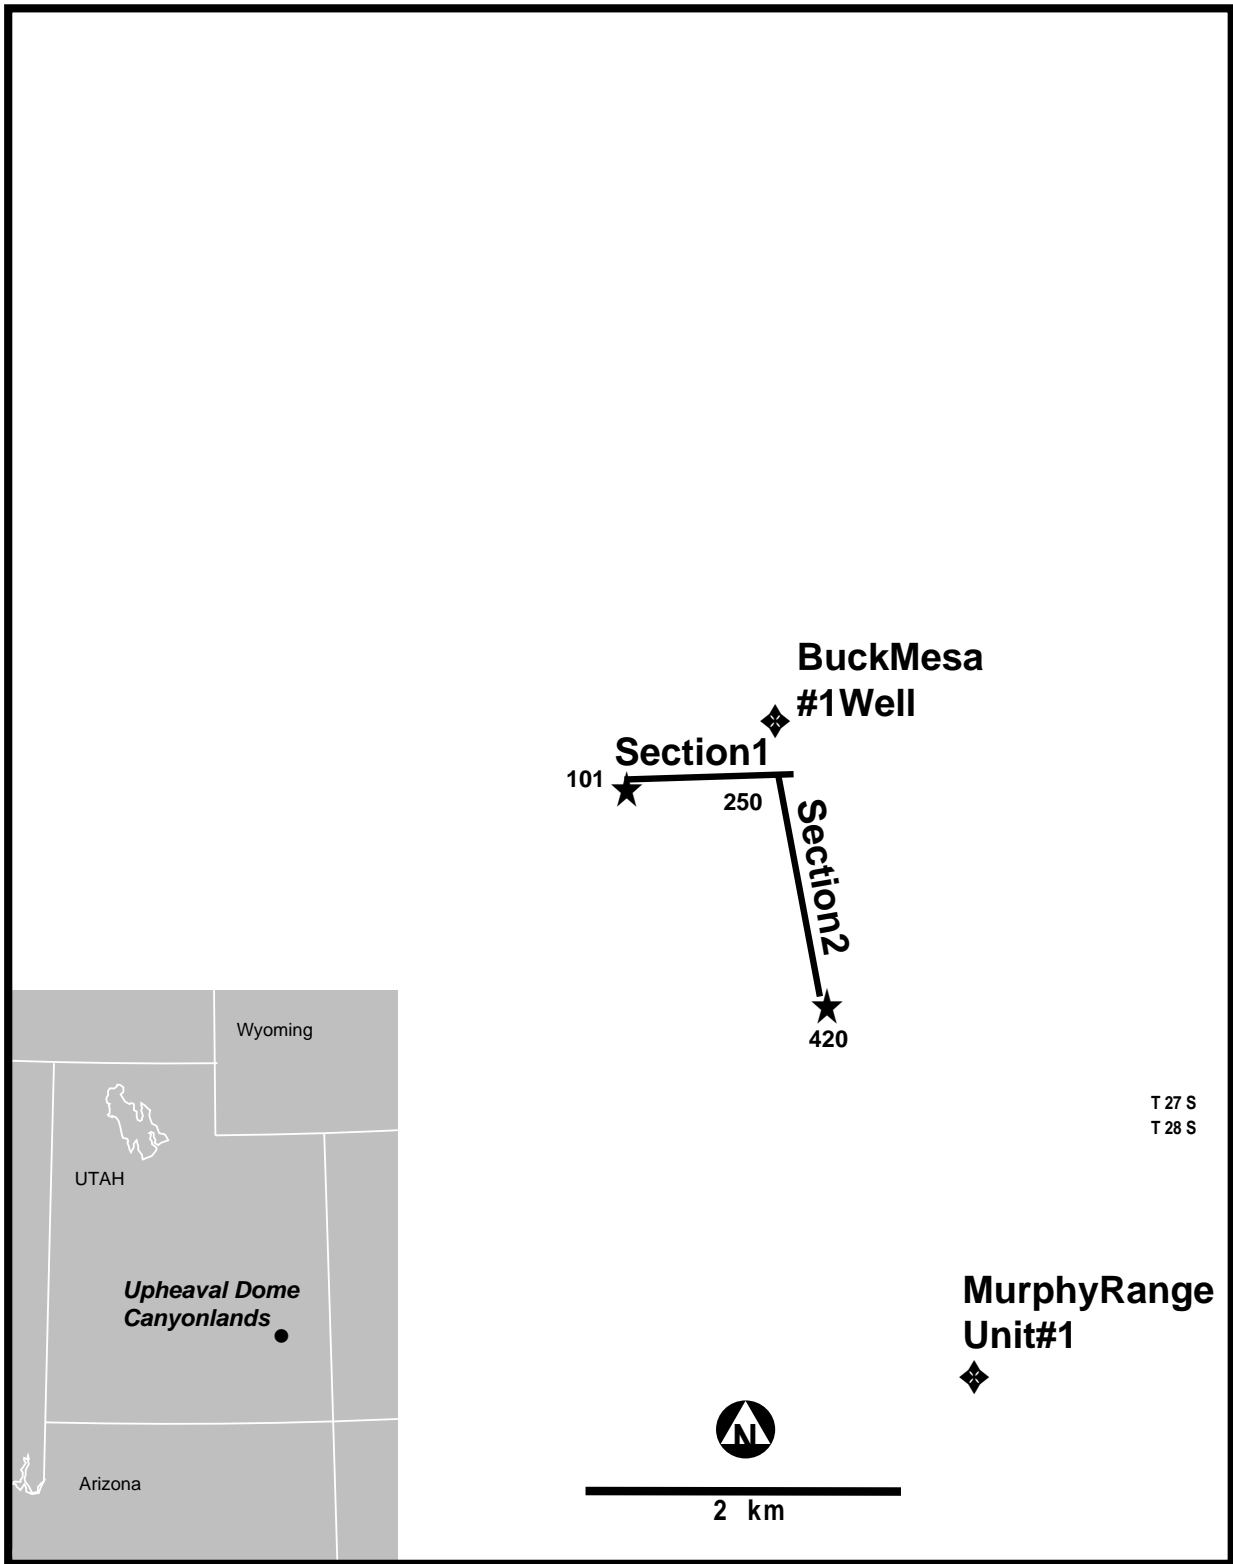 BuckMesa
#1Well
Section1
101
250
Section2
420
Wyoming
T 27 S
T 28 S
UTAH
Upheaval Dome
Canyonlands
MurphyRange
Unit#1
N
Arizona
2 km